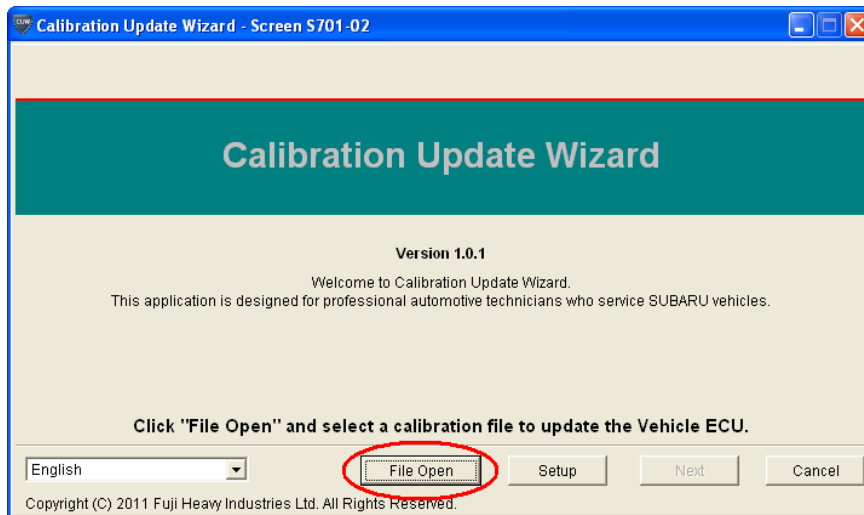 CUW Calibration Update Wizard - Screen S701-02
Calibration Update Wizard
Version 1.0.1
Welcome to Calibration Update Wizard.
This application is designed for professional automotive technicians who service SUBARU vehicles.
Click "File Open" and select a calibration file to update the Vehicle ECU.
English File Open Setup Next Cancel
Copyright (C) 2011 Fuji Heavy Industries Ltd. All Rights Reserved.